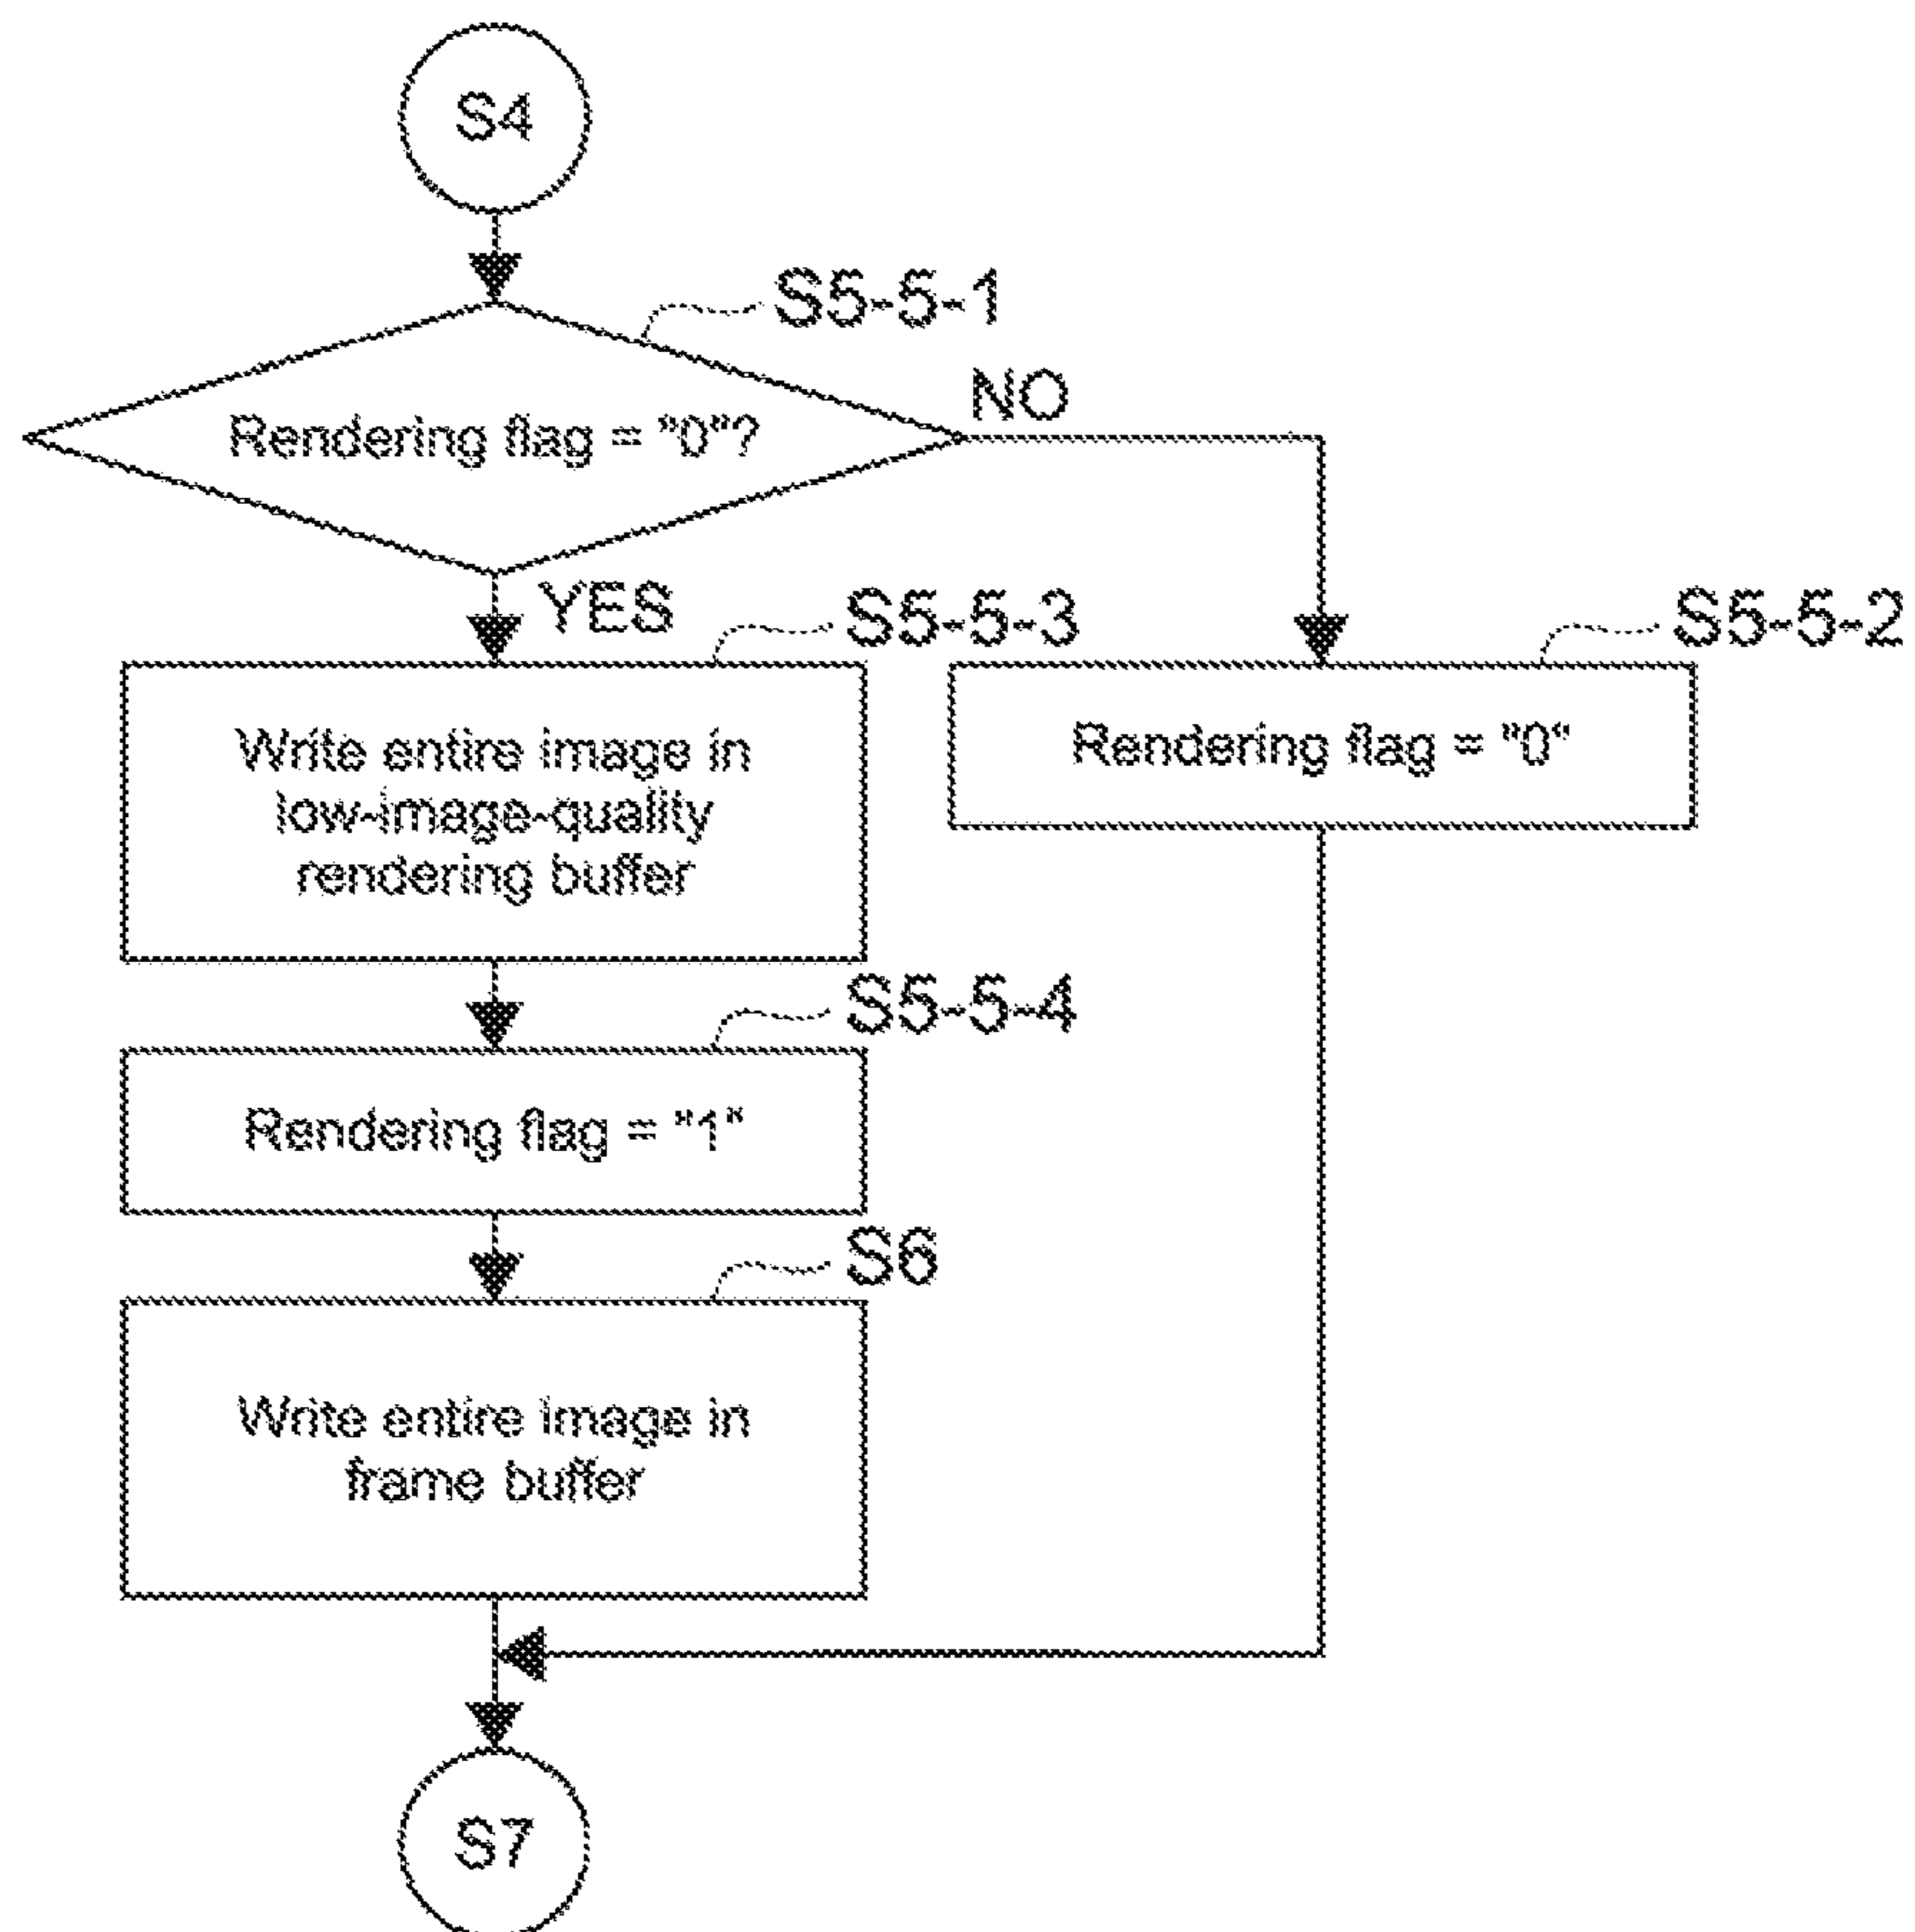 S4
S5-5-1
Rendering flag = "0"?
NO
YES
S5-5-3
S5-5-2
Write entire image in
low-image-quality
rendering buffer
Rendering flag = "0"
S5-5-4
Rendering flag = "1"
S6
Write entire image in
frame buffer
S7